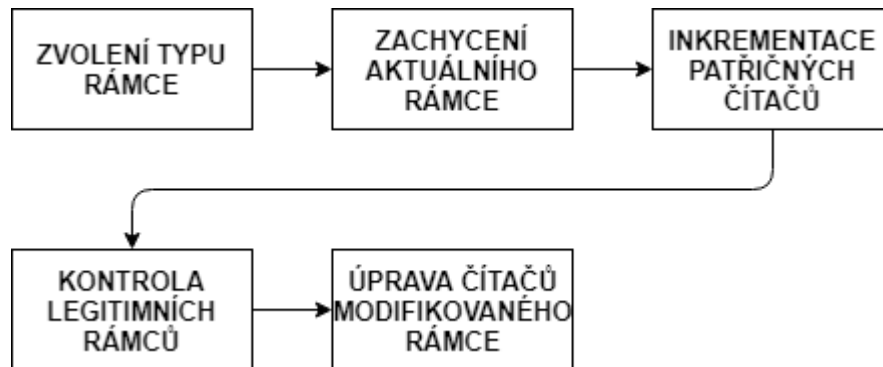 ZVOLENÍ TYPU
RÁMCE
ZACHYCENÍ
AKTUÁLNÍHO
RÁMCE
INKREMENTACE
PATŘIČNÝCH
ČÍTAČŮ
KONTROLA
LEGITIMNÍCH
RÁMCŮ
ÚPRAVA ČÍTAČŮ
MODIFIKOVANÉHO
RÁMCE